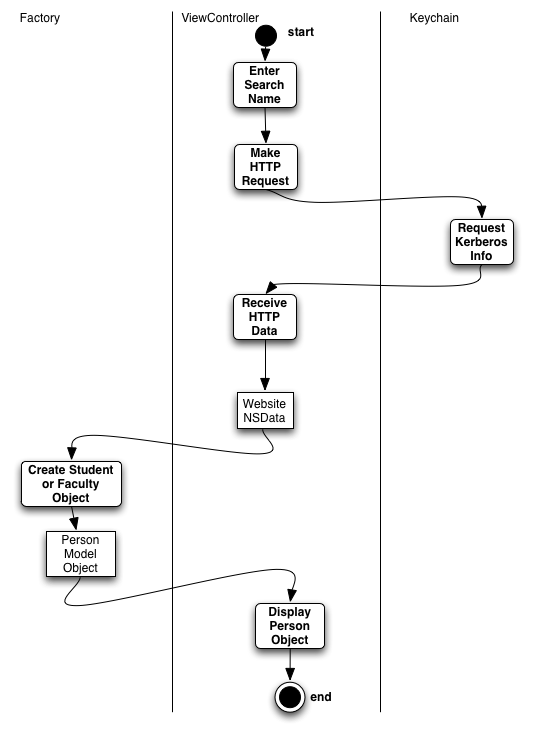 Factory
ViewController
Keychain
start
Enter
Search
Name
Make
HTTP
Request
Request
Kerberos
Info
Receive
HTTP
Data
Website
NSData
Create Student
or Faculty
Object
Person
Model
Object
Display
Person
Object
end